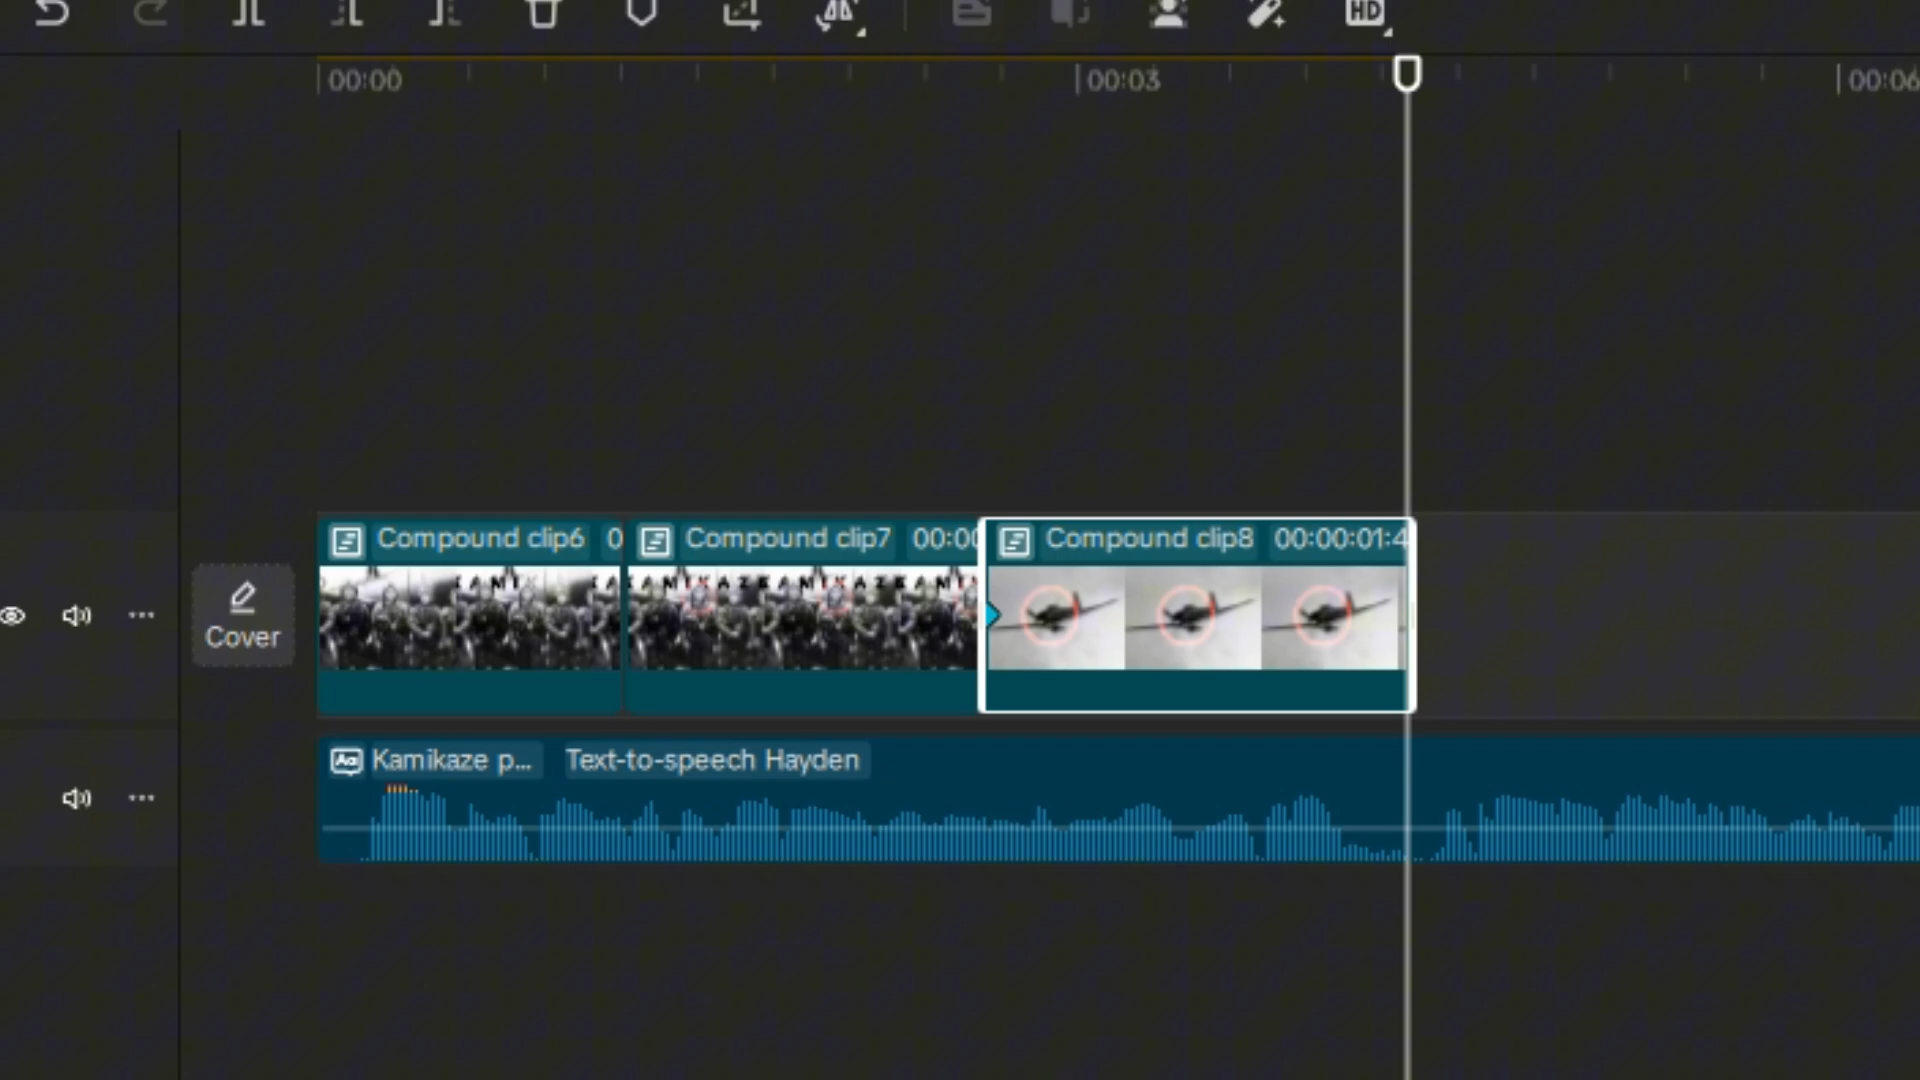 HD
00:00 00:03 00:06
Compound clip6 0 Compound clip7 00:00 Compound clip8 00:00:01:4
Cover
Kamikaze p... Text-to-speech Hayden